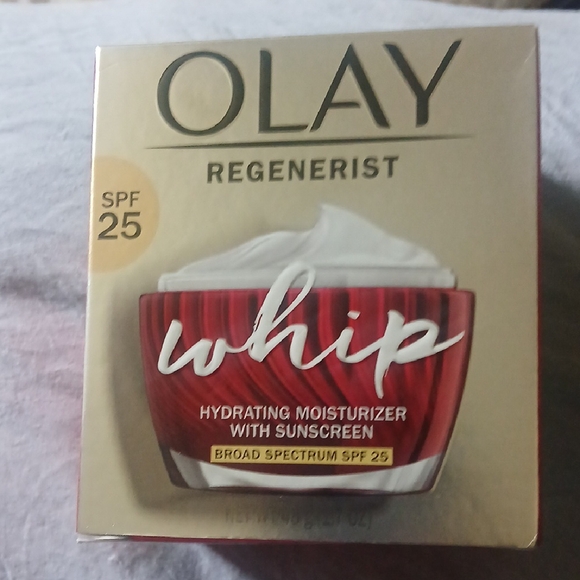 OLAY
REGENERIST
SPF
25
whip
HYDRATING MOISTURIZER
WITH SUNSCREEN
BROAD SPECTRUM SPF 25